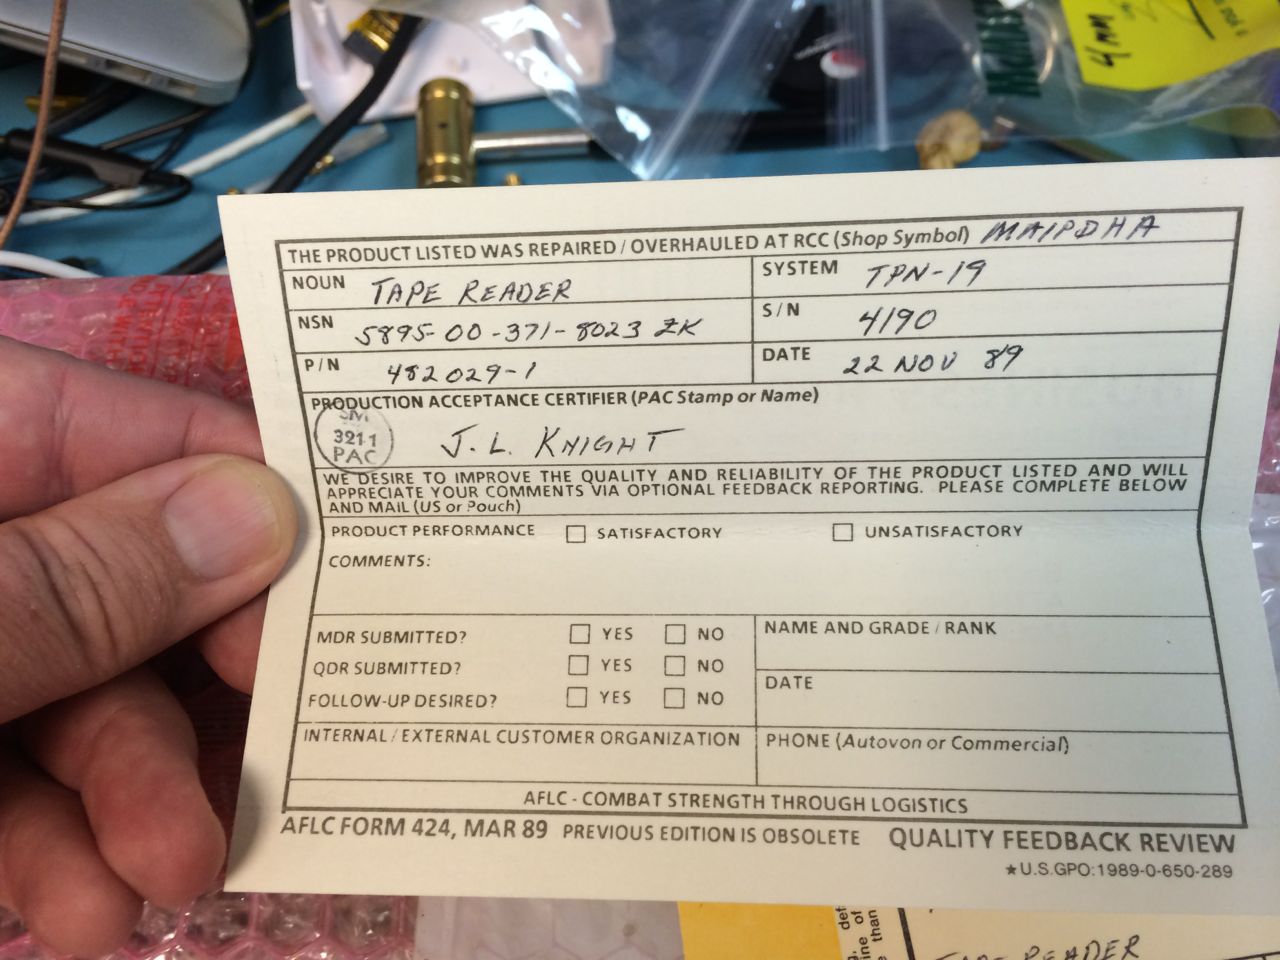 4 mm
THE PRODUCT LISTED WAS REPAIRED / OVERHAULED AT RCC (Shop Symbol) MAIPDHA
NOUN TAPE READER
SYSTEM TPN-19
NSN 5895-00-371-8023 ZK
S/N 4190
P/N 482029-1
DATE 22 NOV 89
PRODUCTION ACCEPTANCE CERTIFIER (PAC Stamp or Name)
SM
3211
PAC
J. L. KNIGHT
WE DESIRE TO IMPROVE THE QUALITY AND RELIABILITY OF THE PRODUCT LISTED AND WILL
APPRECIATE YOUR COMMENTS VIA OPTIONAL FEEDBACK REPORTING. PLEASE COMPLETE BELOW
AND MAIL (US or Pouch)
PRODUCT PERFORMANCE SATISFACTORY UNSATISFACTORY
COMMENTS:
MDR SUBMITTED? YES NO
QDR SUBMITTED? YES NO
FOLLOW-UP DESIRED? YES NO
NAME AND GRADE / RANK
DATE
INTERNAL / EXTERNAL CUSTOMER ORGANIZATION
PHONE (Autovon or Commercial)
AFLC - COMBAT STRENGTH THROUGH LOGISTICS
AFLC FORM 424, MAR 89 PREVIOUS EDITION IS OBSOLETE QUALITY FEEDBACK REVIEW
★U.S.GPO:1989-0-650-289
TAPE READER